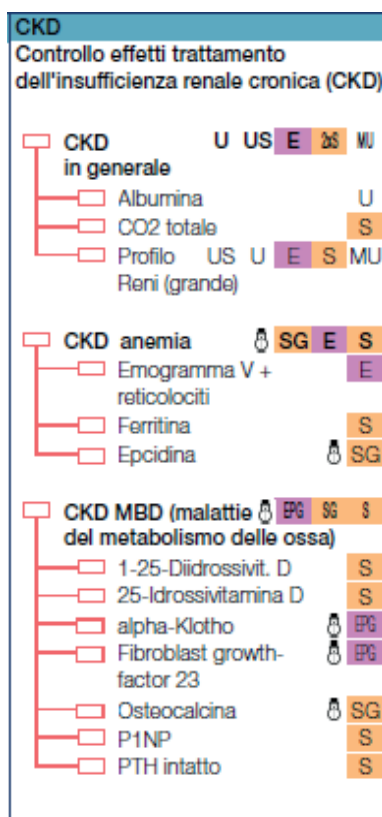 CKD
Controllo effetti trattamento
dell'insufficienza renale cronica (CKD)
CKD U US E 2xS MU
in generale
Albumina U
CO2 totale S
Profilo US U E S MU
Reni (grande)
CKD anemia SG E S
Emogramma V + E
reticolociti
Ferritina S
Epcidina SG
CKD MBD (malattie EPG SG S
del metabolismo delle ossa)
1-25-Diidrossivit. D S
25-Idrossivitamina D S
alpha-Klotho EPG
Fibroblast growth- EPG
factor 23
Osteocalcina SG
P1NP S
PTH intatto S